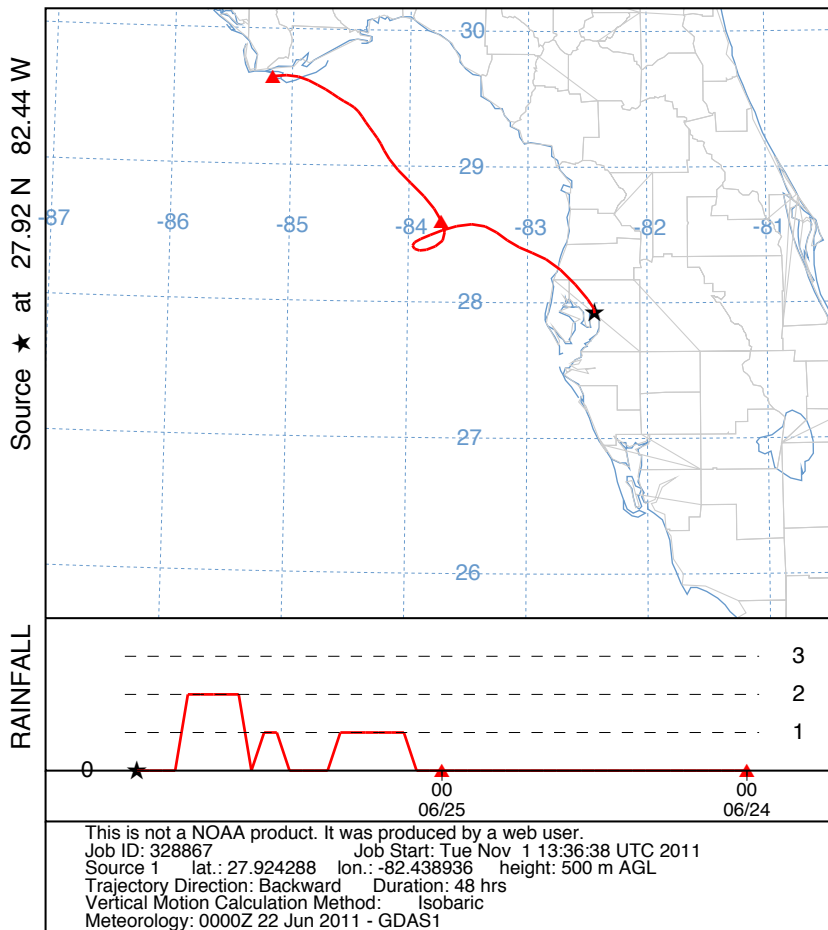 Source ★ at 27.92 N 82.44 W
30
29
-87 -86 -85 -84 -83 -82 -81
28
27
26
RAINFALL
3
2
1
0
00 00
06/25 06/24
This is not a NOAA product. It was produced by a web user.
Job ID: 328867 Job Start: Tue Nov 1 13:36:38 UTC 2011
Source 1 lat.: 27.924288 lon.: -82.438936 height: 500 m AGL
Trajectory Direction: Backward Duration: 48 hrs
Vertical Motion Calculation Method: Isobaric
Meteorology: 0000Z 22 Jun 2011 - GDAS1